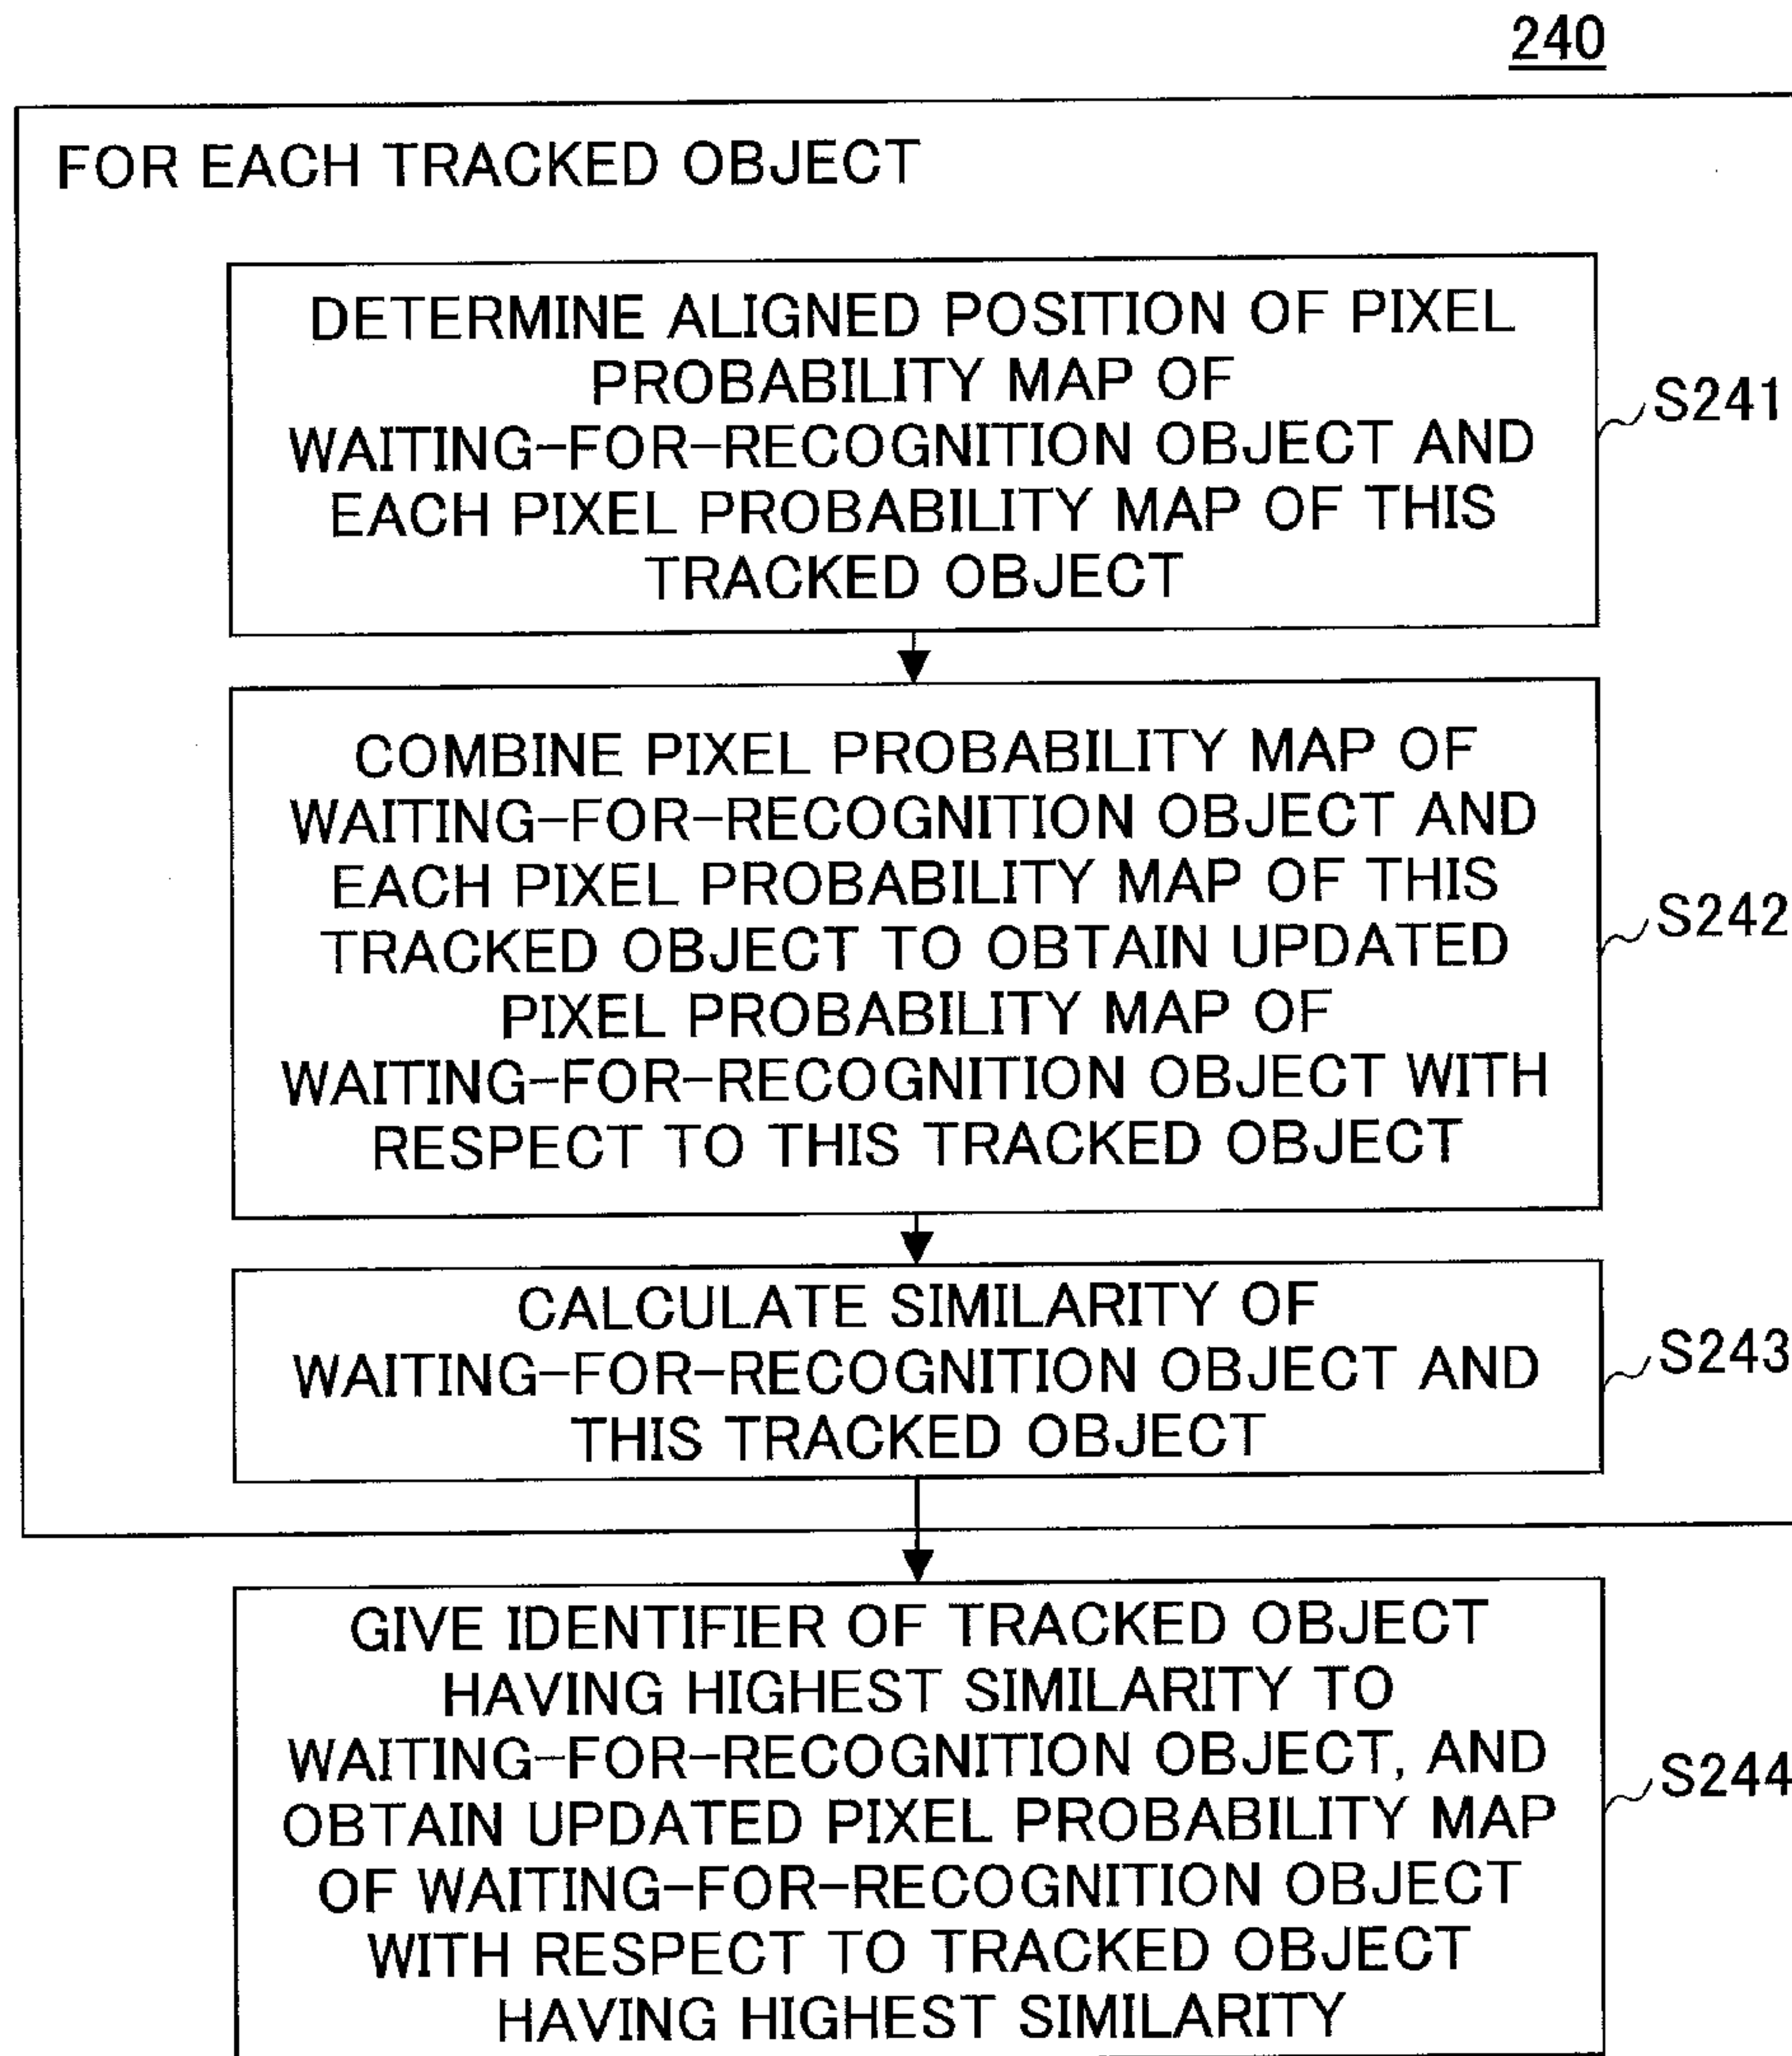 240
FOR EACH TRACKED OBJECT
DETERMINE ALIGNED POSITION OF PIXEL
PROBABILITY MAP OF
WAITING-FOR-RECOGNITION OBJECT AND
EACH PIXEL PROBABILITY MAP OF THIS
TRACKED OBJECT
S241
COMBINE PIXEL PROBABILITY MAP OF
WAITING-FOR-RECOGNITION OBJECT AND
EACH PIXEL PROBABILITY MAP OF THIS
TRACKED OBJECT TO OBTAIN UPDATED
PIXEL PROBABILITY MAP OF
WAITING-FOR-RECOGNITION OBJECT WITH
RESPECT TO THIS TRACKED OBJECT
S242
CALCULATE SIMILARITY OF
WAITING-FOR-RECOGNITION OBJECT AND
THIS TRACKED OBJECT
S243
GIVE IDENTIFIER OF TRACKED OBJECT
HAVING HIGHEST SIMILARITY TO
WAITING-FOR-RECOGNITION OBJECT, AND
OBTAIN UPDATED PIXEL PROBABILITY MAP
OF WAITING-FOR-RECOGNITION OBJECT
WITH RESPECT TO TRACKED OBJECT
HAVING HIGHEST SIMILARITY
S244